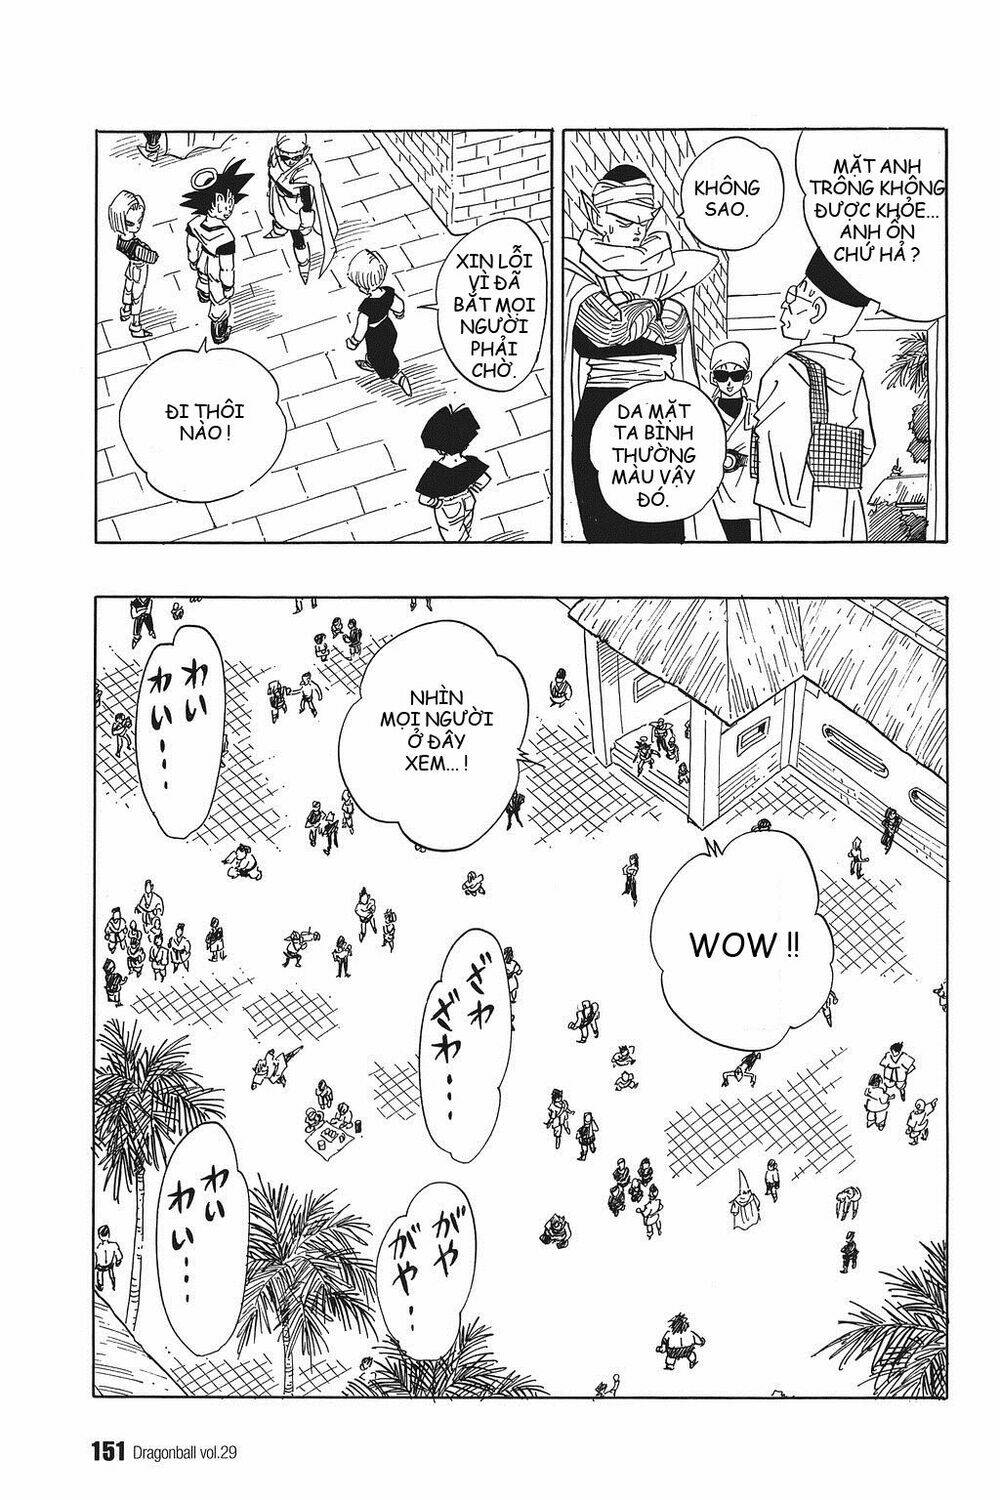 MẶT ANH
TRÔNG KHÔNG
ĐƯỢC KHỎE...
ANH ỔN
CHỨ HẢ ?
KHÔNG
SAO.
DA MẶT
TA BÌNH
THƯỜNG
MÀU VẬY
ĐÓ.
XIN LỖI
VÌ ĐÃ
BẮT MỌI
NGƯỜI
PHẢI
CHỜ.
ĐI THÔI
NÀO !
NHÌN
MỌI NGƯỜI
Ở ĐÂY
XEM...!
わい
わい・・・
WOW !!
ざわ
ざわ・・・
がや
がや・・
わい
わい・・・
151 Dragonball vol.29